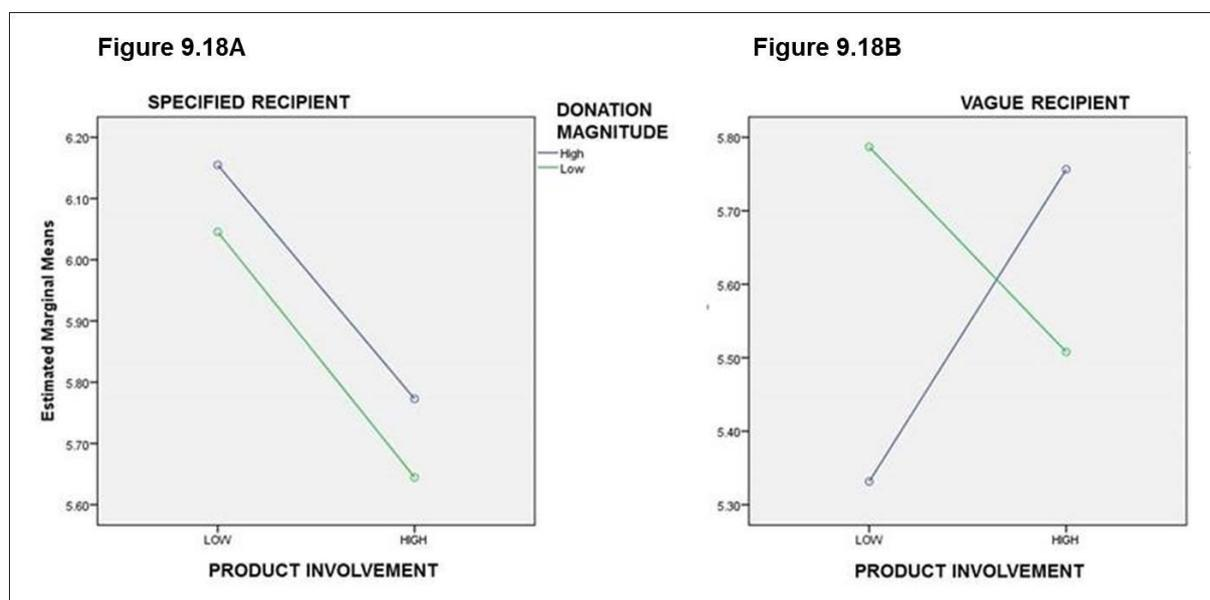 Figure 9.18A
SPECIFIED RECIPIENT
Estimated Marginal Means
6.20
6.10
6.00
5.90
5.80
5.70
5.60
LOW
HIGH
PRODUCT INVOLVEMENT
DONATION
MAGNITUDE
High
Low
Figure 9.18B
VAGUE RECIPIENT
5.80
5.70
5.60
5.50
5.40
5.30
LOW
HIGH
PRODUCT INVOLVEMENT